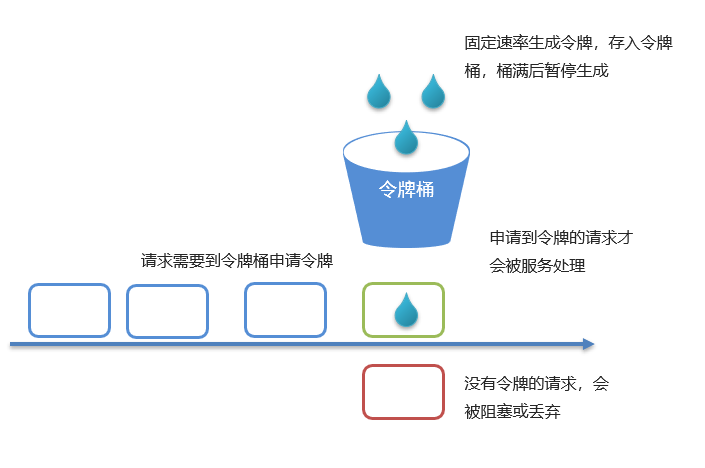 固定速率生成令牌，存入令牌
桶，桶满后暂停生成
令牌桶
申请到令牌的请求才
会被服务处理
请求需要到令牌桶申请令牌
没有令牌的请求，会
被阻塞或丢弃